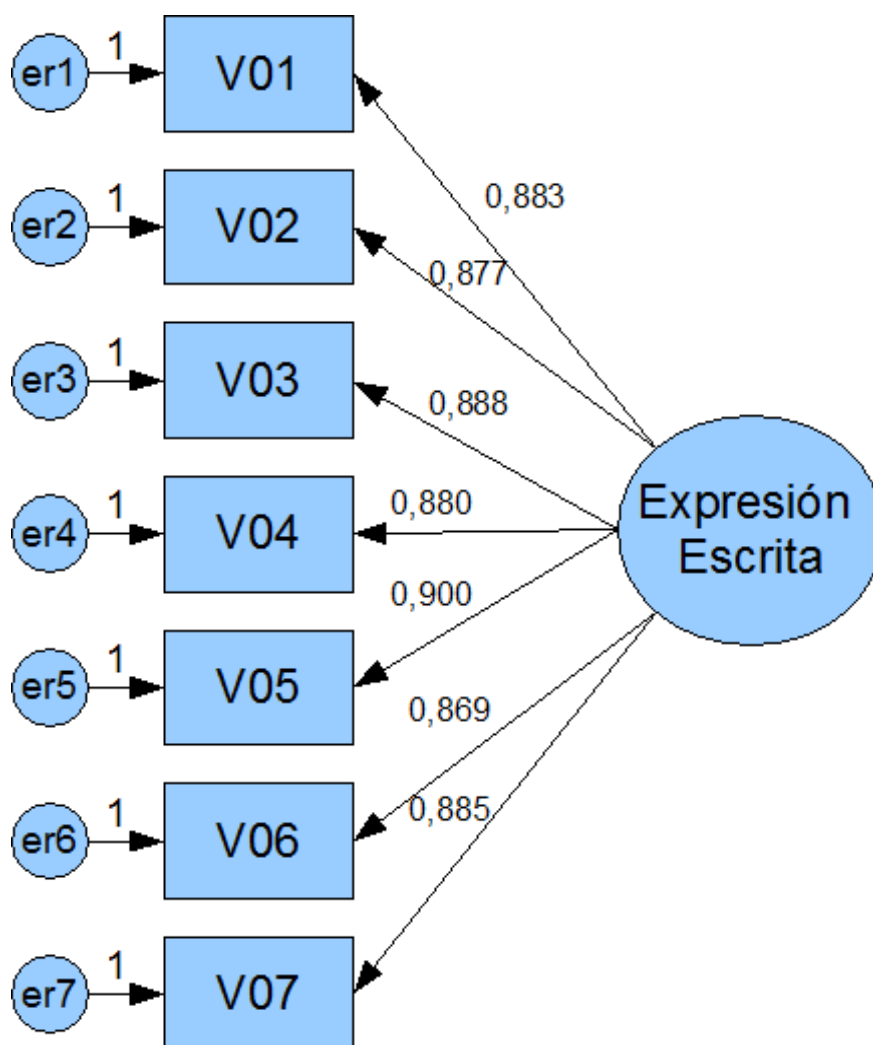 er1
1
V01
0,883
er2
1
V02
0,877
er3
1
V03
0,888
er4
1
V04
0,880
Expresión
Escrita
er5
1
V05
0,900
er6
1
V06
0,869
er7
1
V07
0,885